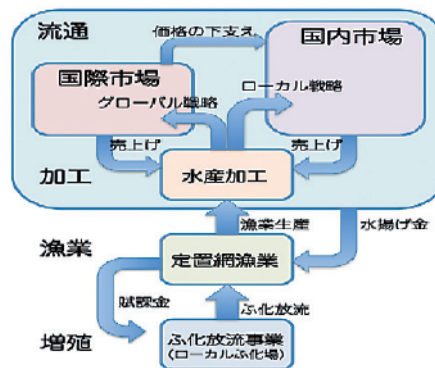 流通
価格の下支え
国内市場
国際市場
グローバル戦略
ローカル戦略
売上げ
売上げ
加工
水産加工
漁業生産
水揚げ金
漁業
定置網漁業
賦課金
ふ化放流
増殖
ふ化放流事業
(ローカルふ化場)